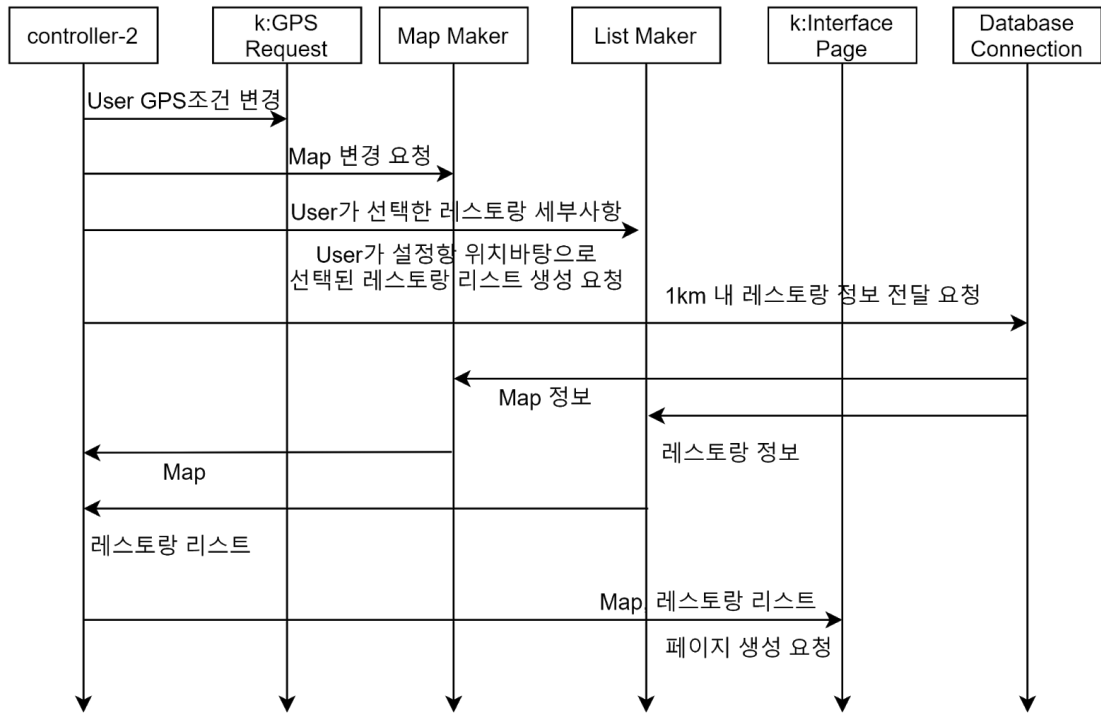 controller-2
k:GPS
Request
Map Maker
List Maker
k:Interface
Page
Database
Connection
User GPS조건 변경
Map 변경 요청
User가 선택한 레스토랑 세부사항
User가 설정항 위치바탕으로
선택된 레스토랑 리스트 생성 요청
1km 내 레스토랑 정보 전달 요청
Map 정보
레스토랑 정보
Map
레스토랑 리스트
Map, 레스토랑 리스트
페이지 생성 요청